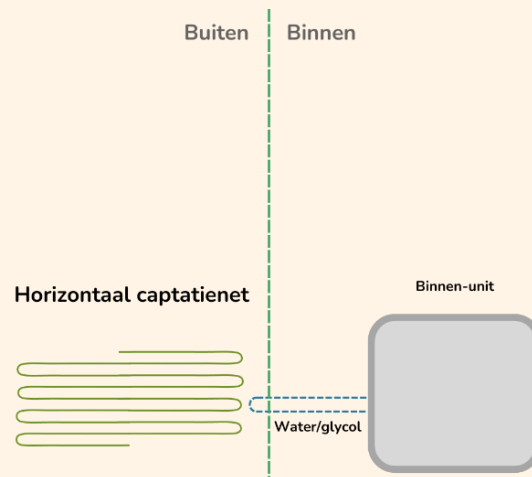 Buiten
Binnen
Binnen-unit
Horizontaal captatienet
Water/glycol